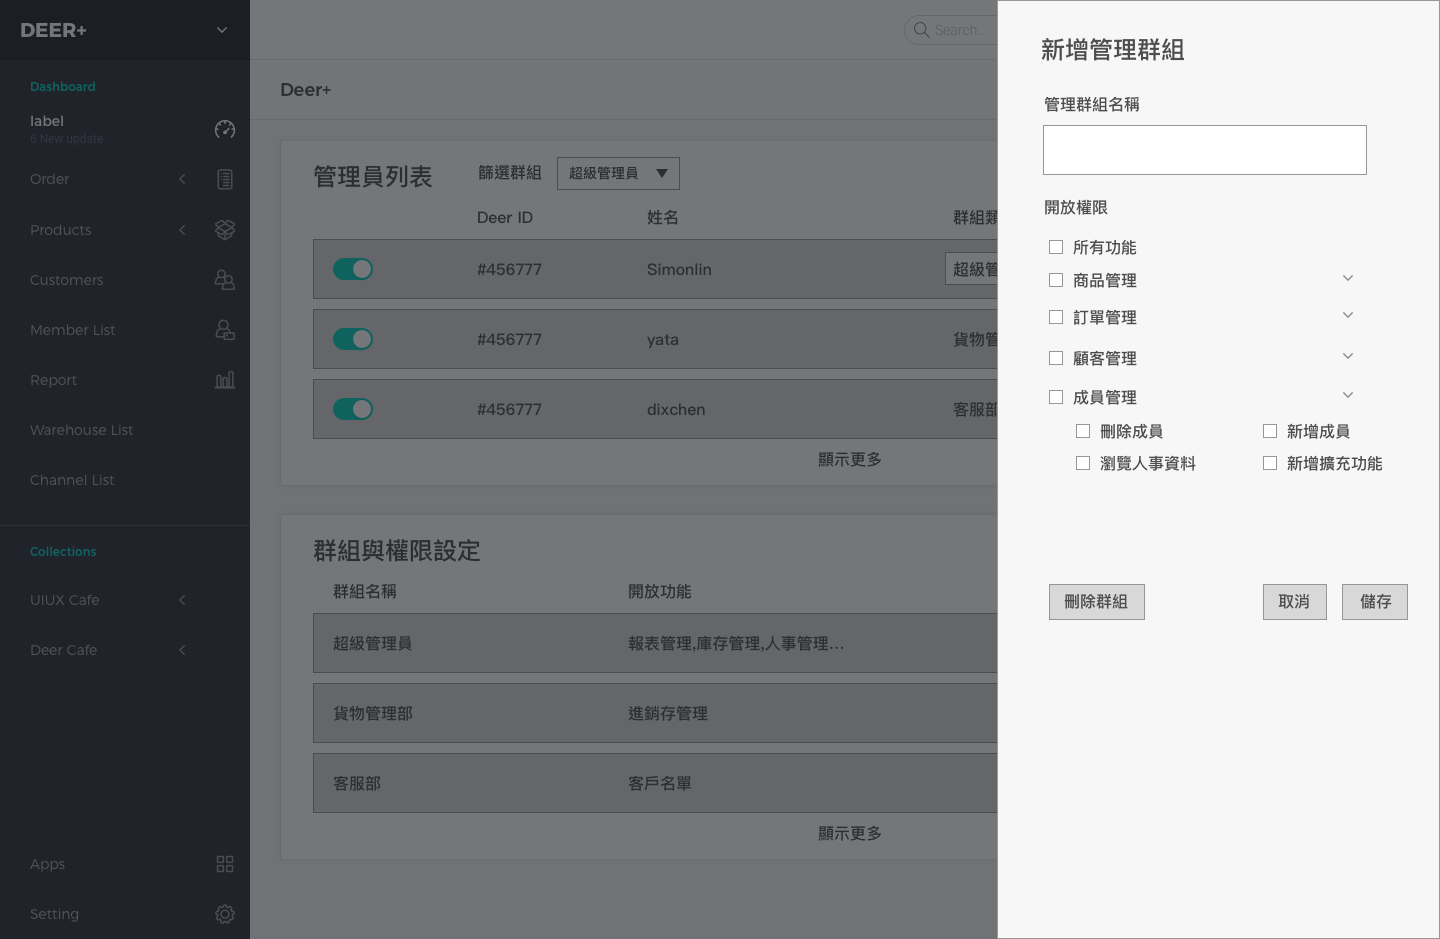 DEER+
Dashboard
label
6 New update
Order
Products
Customers
Member List
Report
Warehouse List
Channel List
Collections
UIUX Cafe
Deer Cafe
Apps
Setting
Search...
Deer+
管理員列表
篩選群組
超級管理員
Deer ID 姓名 群組類
#456777 Simonlin 超級管
#456777 yata 貨物管
#456777 dixchen 客服部
顯示更多
群組與權限設定
群組名稱 開放功能
超級管理員 報表管理,庫存管理,人事管理...
貨物管理部 進銷存管理
客服部 客戶名單
顯示更多
新增管理群組
管理群組名稱
開放權限
所有功能
商品管理
訂單管理
顧客管理
成員管理
刪除成員 新增成員
瀏覽人事資料 新增擴充功能
刪除群組 取消 儲存